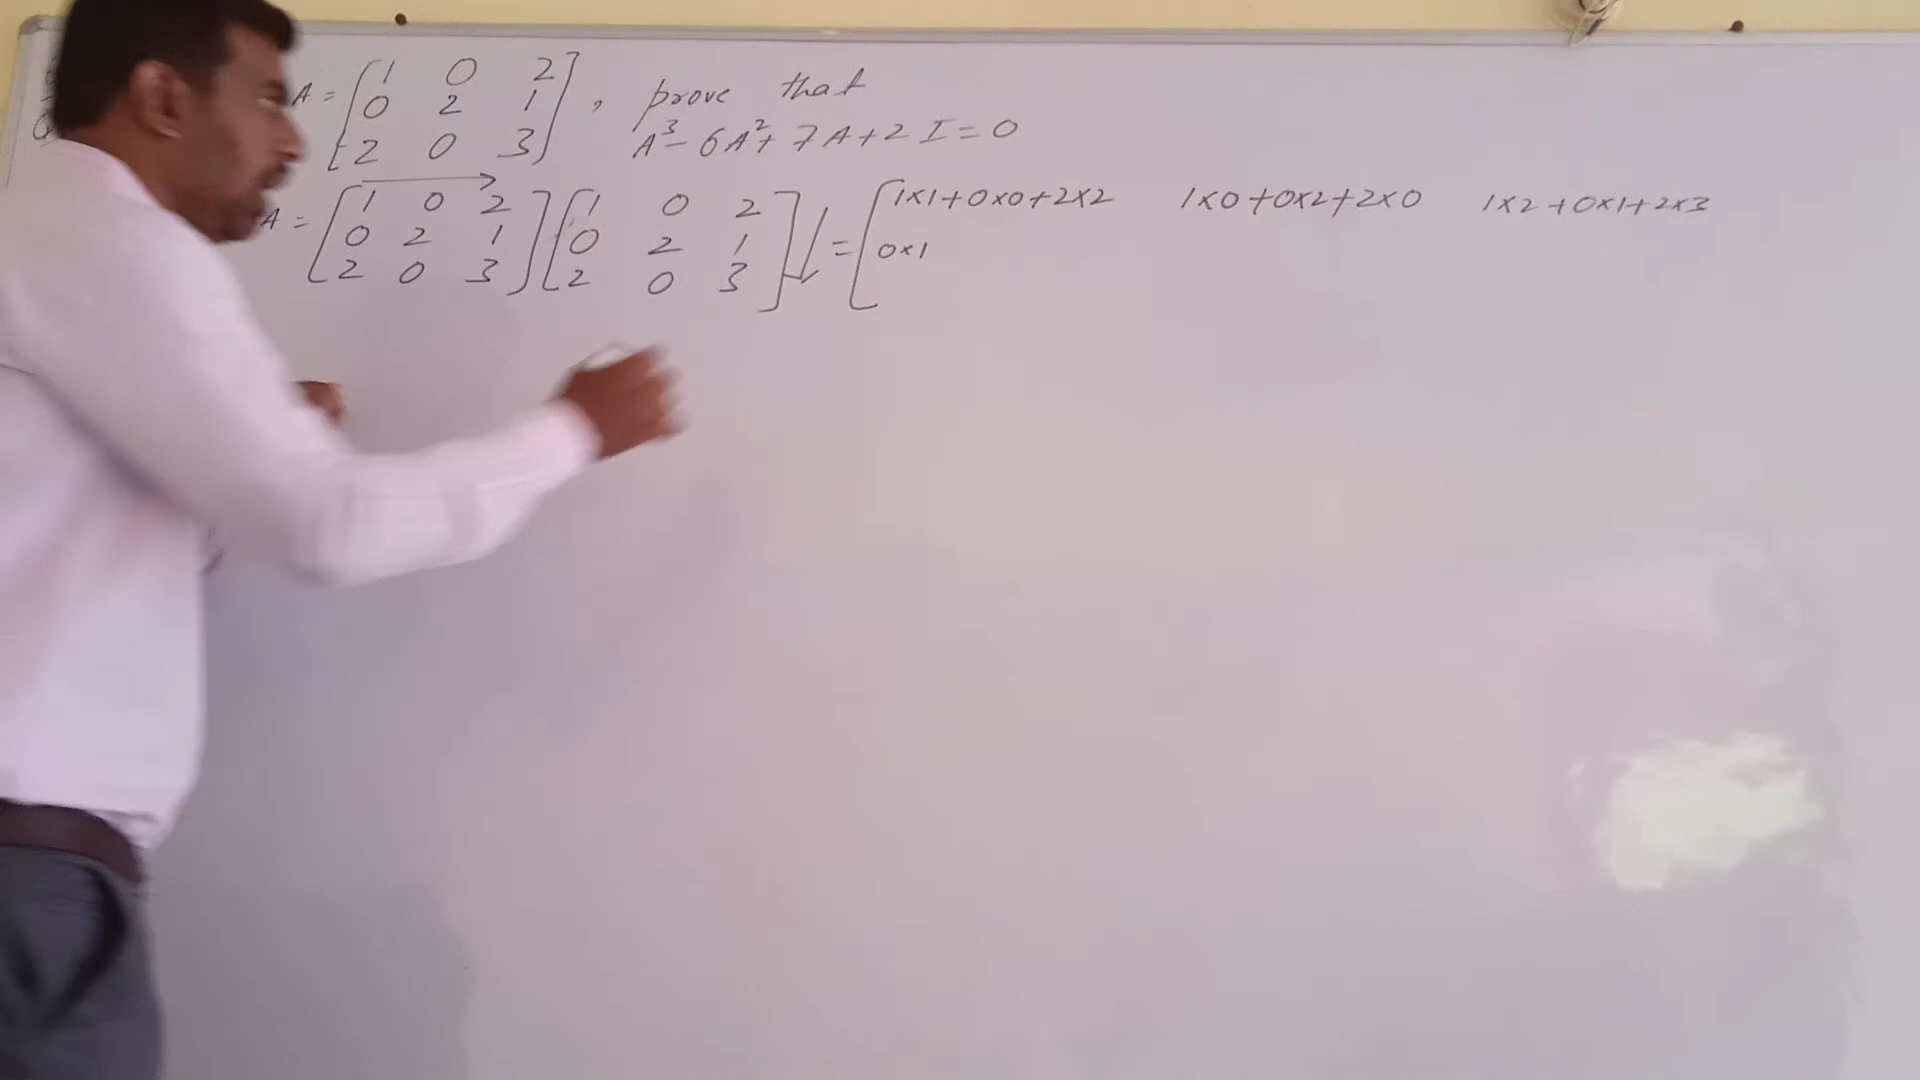 A = [1 0 2] , prove that
[0 2 1] A³ - 6A² + 7A + 2I = 0
[2 0 3]
A = [1 0 2] [1 0 2] = [1×1+0×0+2×2 1×0+0×2+2×0 1×2+0×1+2×3
[0 2 1] [0 2 1] 0×1
[2 0 3] [2 0 3]